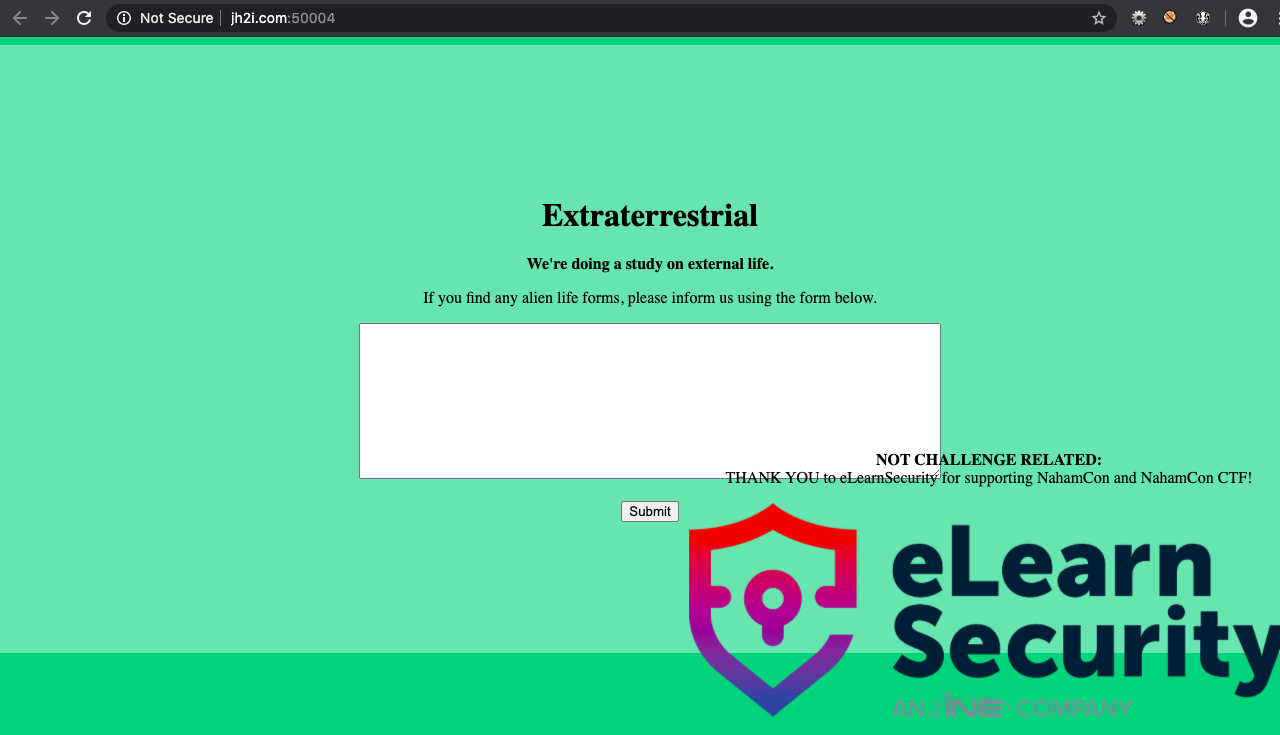 Not Secure | jh2i.com:50004
Extraterrestrial
We're doing a study on external life.
If you find any alien life forms, please inform us using the form below.
NOT CHALLENGE RELATED:
THANK YOU to eLearnSecurity for supporting NahamCon and NahamCon CTF!
Submit
eLearn
Security
AN INE COMPANY